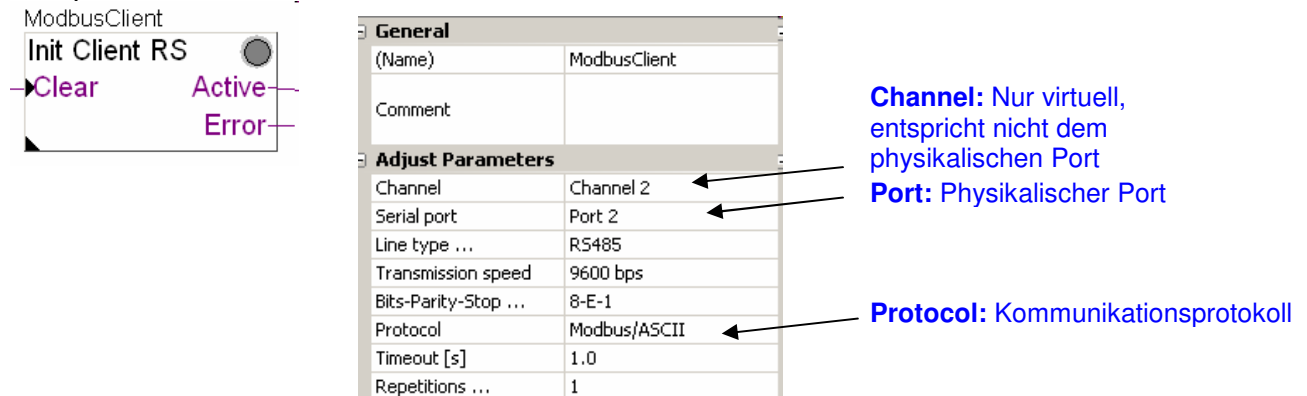 ModbusClient
Init Client RS
Clear Active
Error
General
(Name) ModbusClient
Comment
Adjust Parameters
Channel Channel 2
Serial port Port 2
Line type ... RS485
Transmission speed 9600 bps
Bits-Parity-Stop ... 8-E-1
Protocol Modbus/ASCII
Timeout [s] 1.0
Repetitions ... 1
Channel: Nur virtuell,
entspricht nicht dem
physikalischen Port
Port: Physikalischer Port
Protocol: Kommunikationsprotokoll